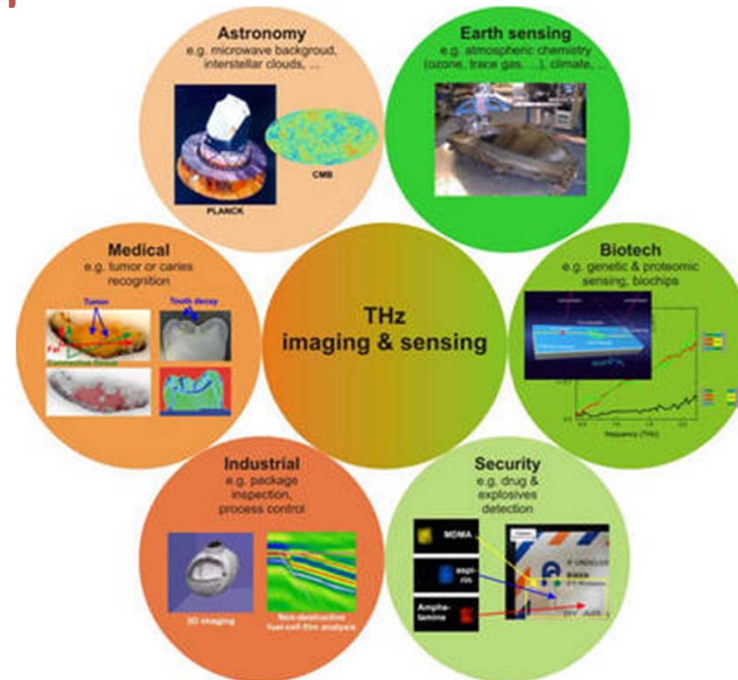 Astronomy
e.g. microwave backgroud,
interstellar clouds, ...
PLANCK
CMB
Earth sensing
e.g. atmospheric chemistry
(ozone, trace gas, ...), climate, ...
Medical
e.g. tumor or caries
recognition
Tumor
Tooth decay
Fat
THz
imaging & sensing
Biotech
e.g. genetic & proteomic
sensing, biochips
frequency (THz)
Industrial
e.g. package
inspection,
process control
3D imaging
Non-destructive
fuel-cell film analysis
Security
e.g. drug &
explosives
detection
MDMA
aspi-
rin
Amphe-
tamine